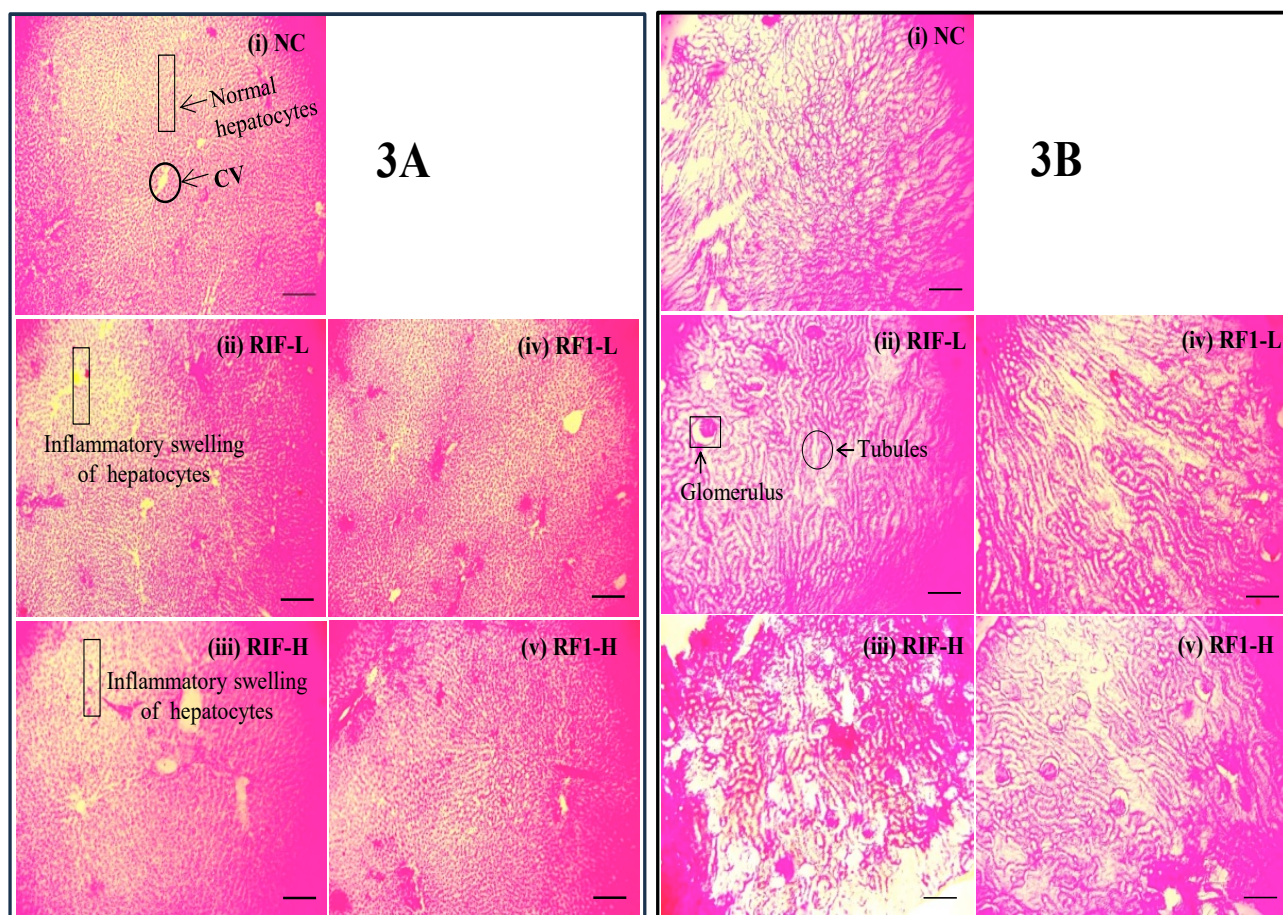 (i) NC
Normal
hepatocytes
CV
3A
(ii) RIF-L
Inflammatory swelling
of hepatocytes
(iv) RF1-L
(iii) RIF-H
Inflammatory swelling
of hepatocytes
(v) RF1-H
(i) NC
3B
(ii) RIF-L
Tubules
Glomerulus
(iv) RF1-L
(iii) RIF-H
(v) RF1-H